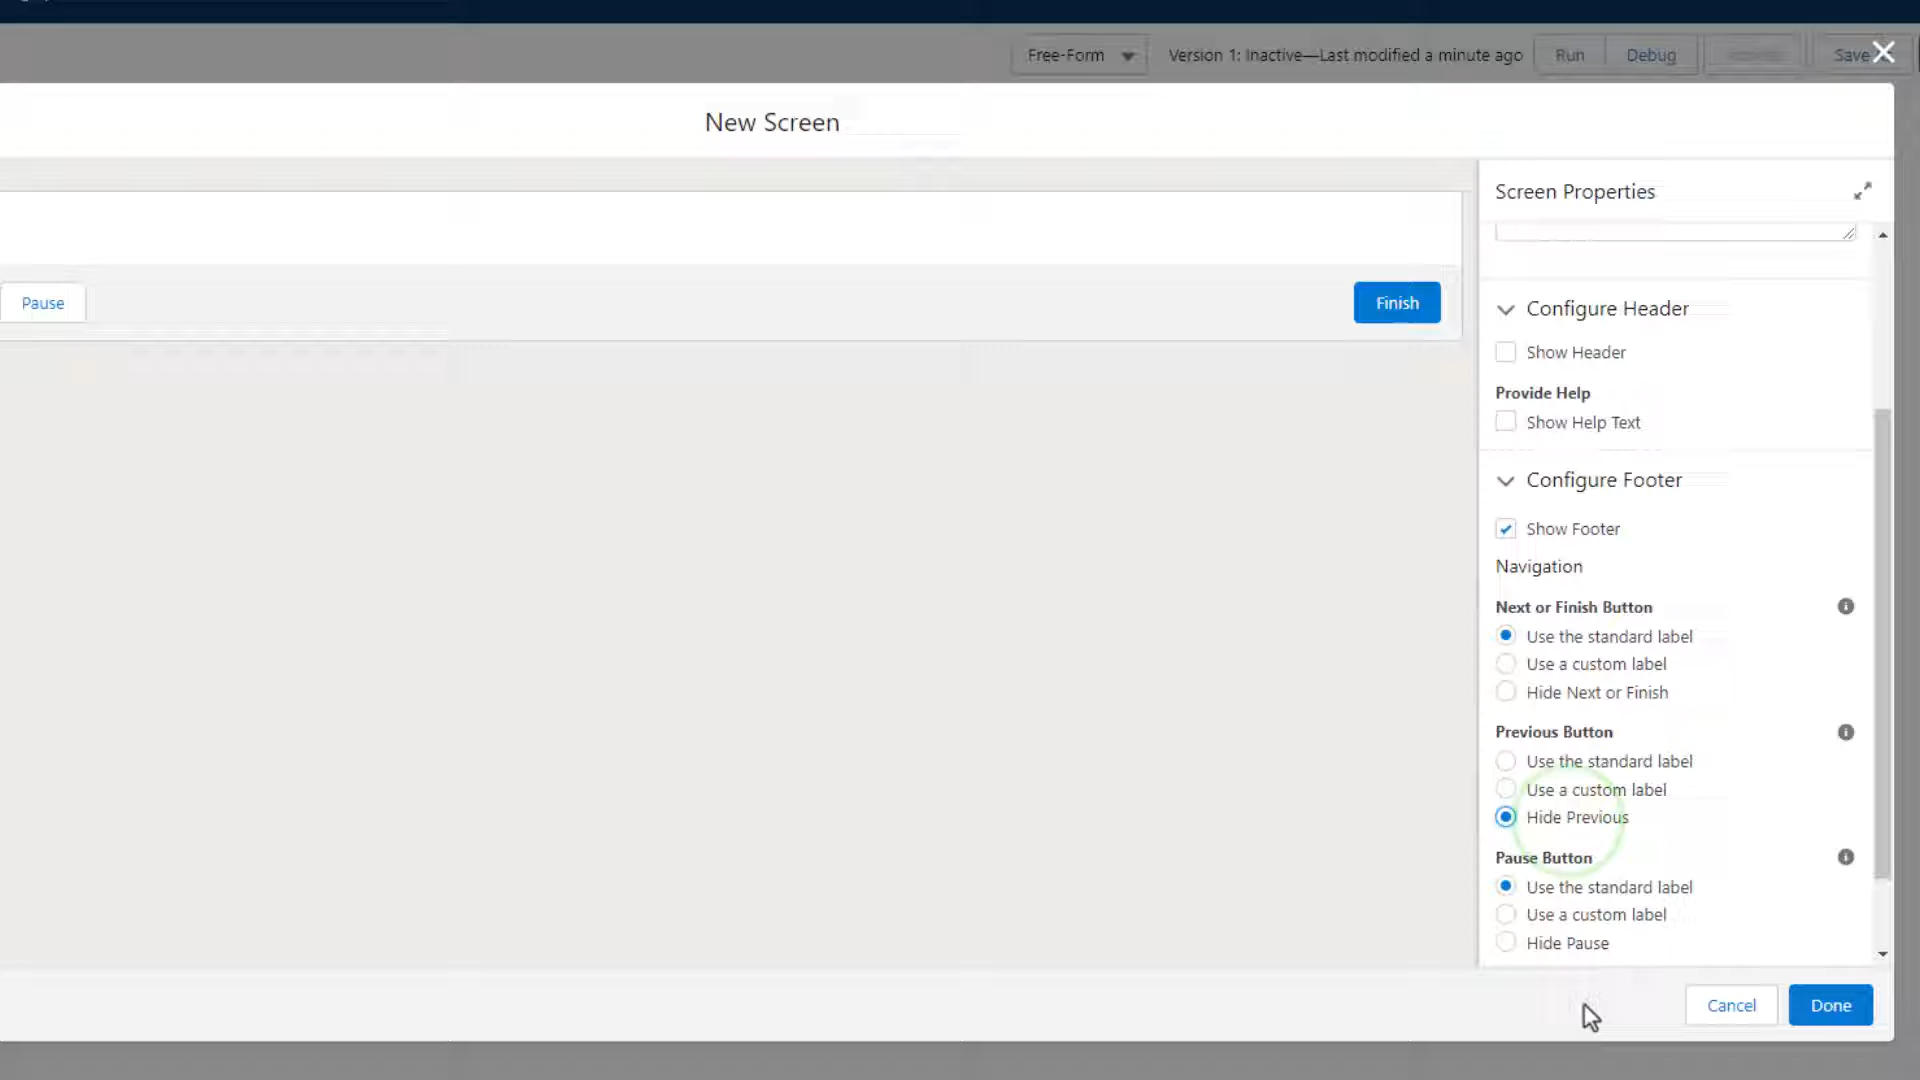 Free-Form
Version 1: Inactive—Last modified a minute ago
Run
Debug
Save
New Screen
Pause
Finish
Screen Properties
Configure Header
Show Header
Provide Help
Show Help Text
Configure Footer
Show Footer
Navigation
Next or Finish Button
Use the standard label
Use a custom label
Hide Next or Finish
Previous Button
Use the standard label
Use a custom label
Hide Previous
Pause Button
Use the standard label
Use a custom label
Hide Pause
Cancel
Done